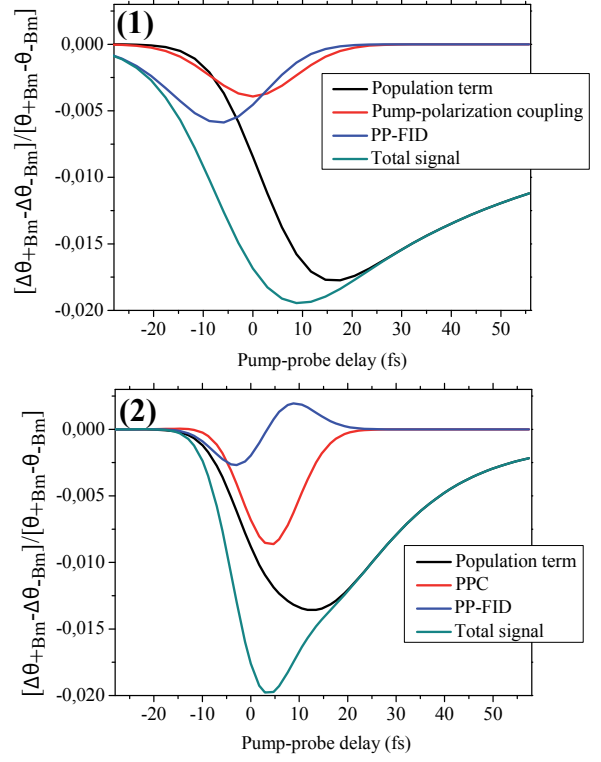 (1)
0,000
-0,005
-0,010
-0,015
-0,020
[Δθ+Bm-Δθ-Bm]/[θ+Bm-θ-Bm]
Population term
Pump-polarization coupling
PP-FID
Total signal
-20 -10 0 10 20 30 40 50
Pump-probe delay (fs)
(2)
0,000
-0,005
-0,010
-0,015
-0,020
[Δθ+Bm-Δθ-Bm]/[θ+Bm-θ-Bm]
Population term
PPC
PP-FID
Total signal
-20 -10 0 10 20 30 40 50
Pump-probe delay (fs)